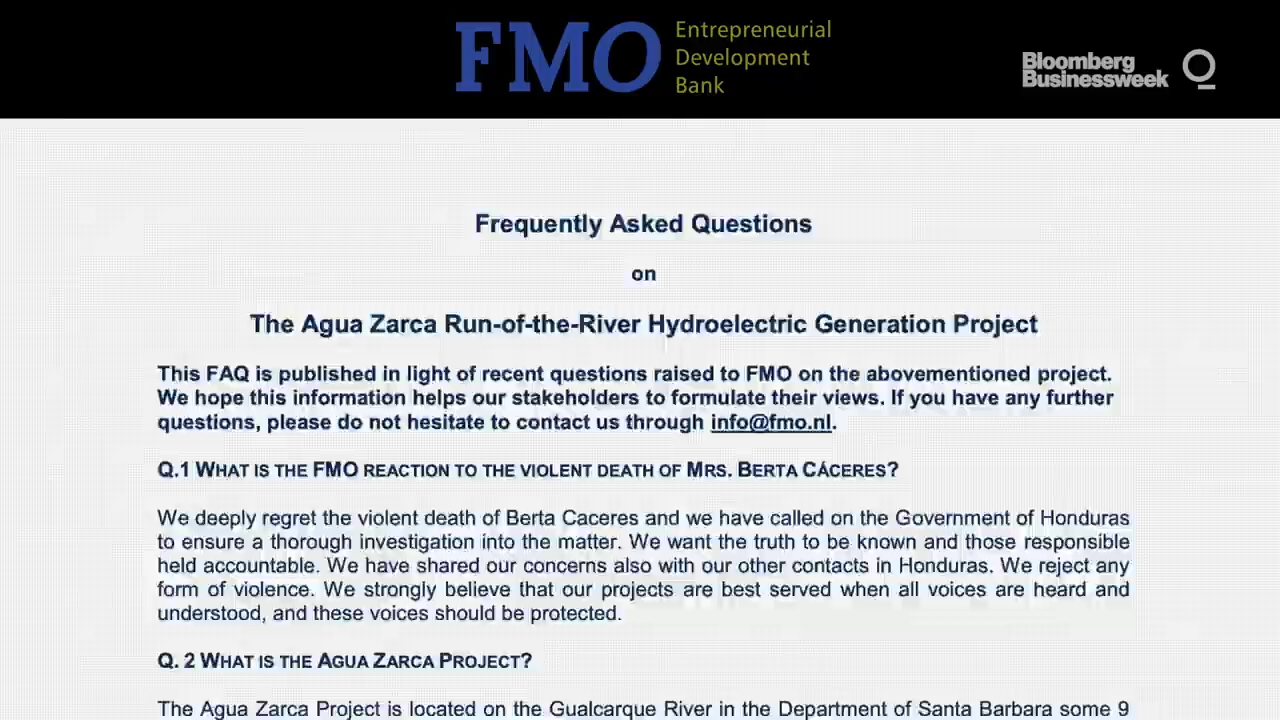 FMO
Entrepreneurial
Development
Bank
Bloomberg
Businessweek
Frequently Asked Questions
on
The Agua Zarca Run-of-the-River Hydroelectric Generation Project
This FAQ is published in light of recent questions raised to FMO on the abovementioned project.
We hope this information helps our stakeholders to formulate their views. If you have any further
questions, please do not hesitate to contact us through info@fmo.nl.
Q.1 WHAT IS THE FMO REACTION TO THE VIOLENT DEATH OF MRS. BERTA CÁCERES?
We deeply regret the violent death of Berta Caceres and we have called on the Government of Honduras
to ensure a thorough investigation into the matter. We want the truth to be known and those responsible
held accountable. We have shared our concerns also with our other contacts in Honduras. We reject any
form of violence. We strongly believe that our projects are best served when all voices are heard and
understood, and these voices should be protected.
Q. 2 WHAT IS THE AGUA ZARCA PROJECT?
The Agua Zarca Project is located on the Gualcarque River in the Department of Santa Barbara some 9